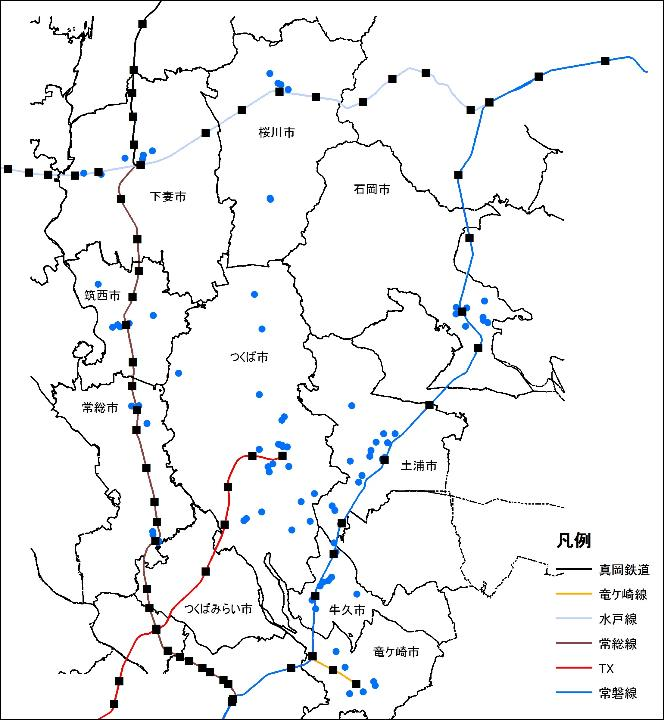 桜川市
下妻市
石岡市
筑西市
つくば市
常総市
土浦市
つくばみらい市
牛久市
竜ケ崎市
凡例
真岡鉄道
竜ケ崎線
水戸線
常総線
TX
常磐線